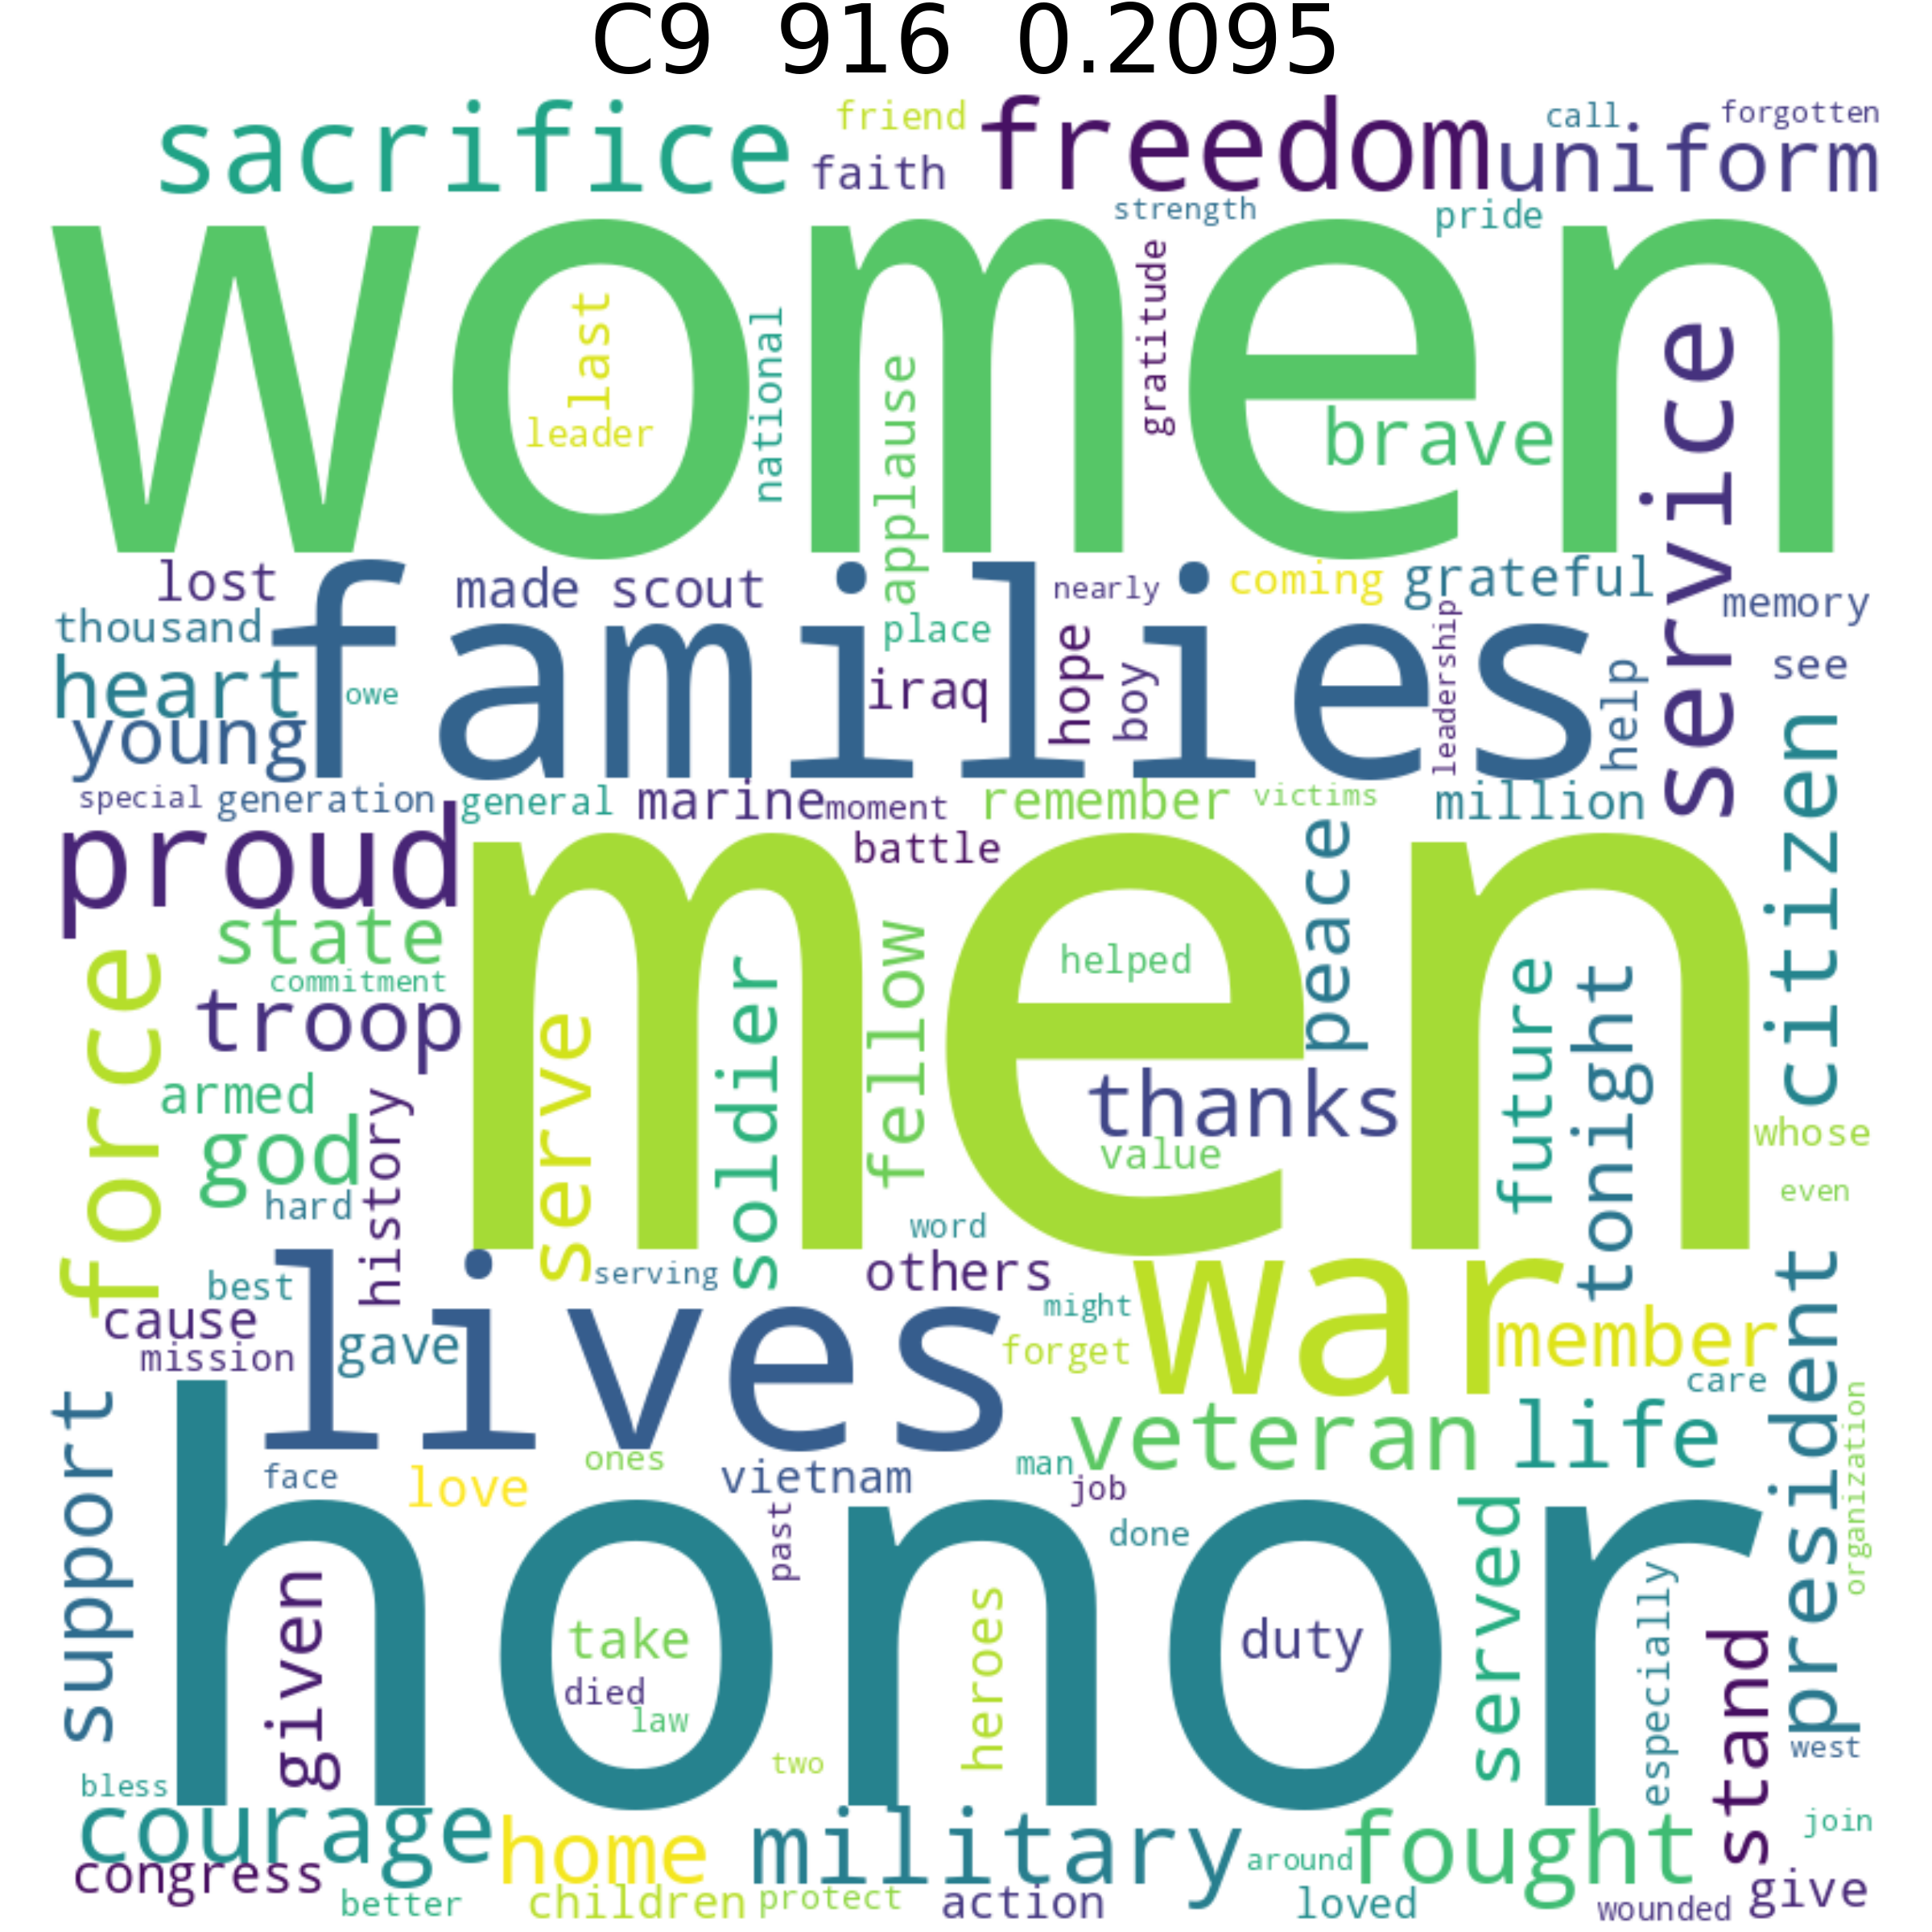 C9 916 0.2095
sacrifice
friend
faith
freedom
call
forgotten
uniform
strength
pride
women
last
leader
national
applause
gratitude
brave
service
lost
made
scout
nearly
coming
grateful
memory
thousand
families
place
heart
owe
iraq
hope
boy
leadership
help
see
young
special
generation
general
marine
moment
remember
victims
million
citizen
proud
battle
peace
men
state
commitment
force
troop
serve
soldier
fellow
helped
future
tonight
armed
god
history
thanks
value
whose
hard
even
word
best
serving
others
war
cause
mission
lives
gave
might
forget
member
president
care
support
veteran
life
organization
face
love
ones
vietnam
man
job
honor
past
done
served
given
take
died
law
heroes
duty
especially
stand
two
west
bless
courage
home
military
around
fought
join
congress
better
children
protect
action
loved
wounded
give